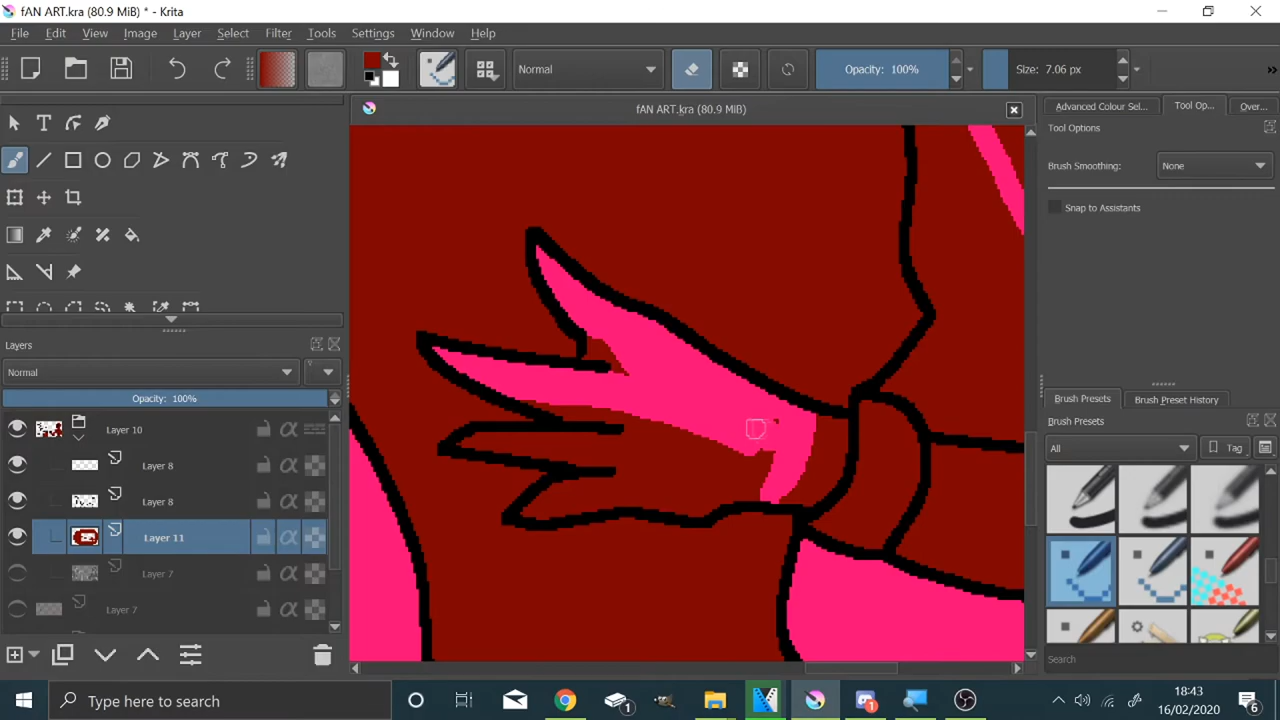 fAN ART.kra (80.9 MiB) * - Krita
File Edit View Image Layer Select Filter Tools Settings Window Help
Normal
Opacity: 100%
Size: 7.06 px
»
fAN ART.kra (80.9 MiB)
Advanced Colour Sel... Tool Op... Over...
Tool Options
Brush Smoothing: None
Snap to Assistants
Layers
Normal
Opacity: 100%
Layer 10
Layer 8
Layer 8
Layer 11
Layer 7
Layer 7
Brush Presets Brush Preset History
Brush Presets
All Tag
Search
Type here to search
1
1
18:43
16/02/2020
6